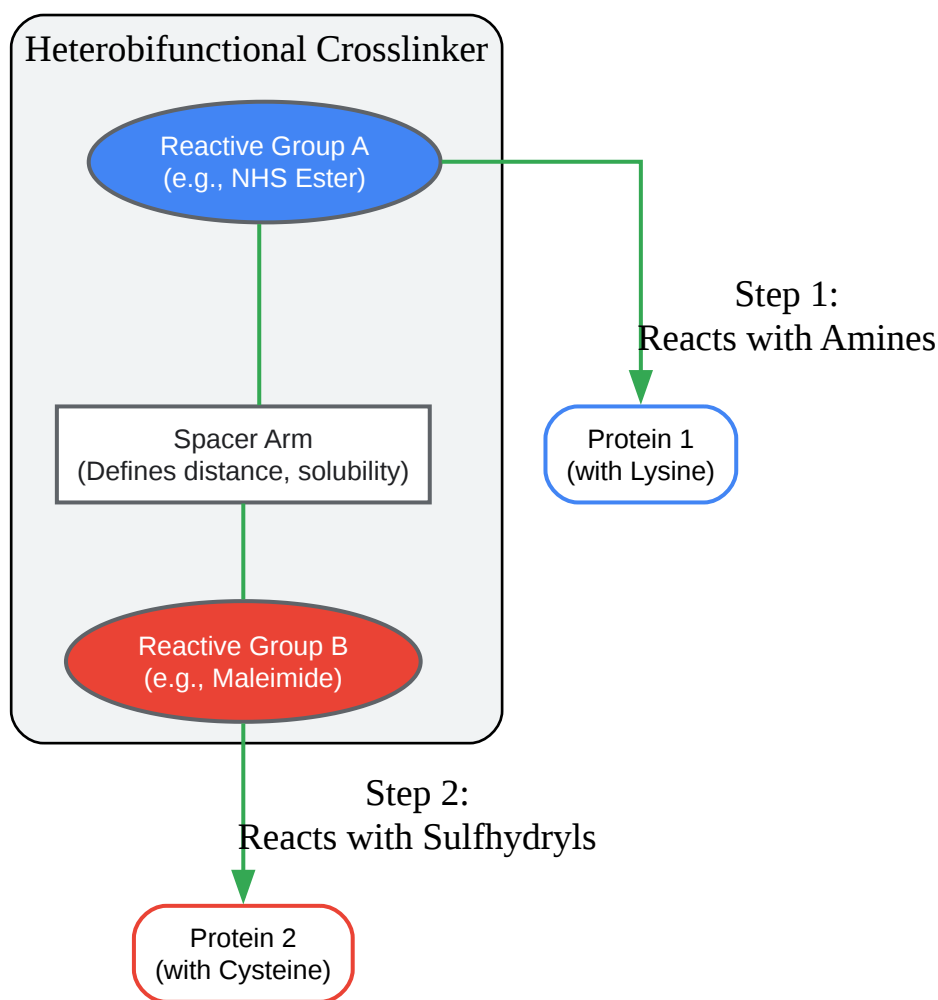 Heterobifunctional Crosslinker
Reactive Group A
(e.g., NHS Ester)
Step 1:
Reacts with Amines
Spacer Arm
(Defines distance, solubility)
Protein 1
(with Lysine)
Reactive Group B
(e.g., Maleimide)
Step 2:
Reacts with Sulfhydryls
Protein 2
(with Cysteine)